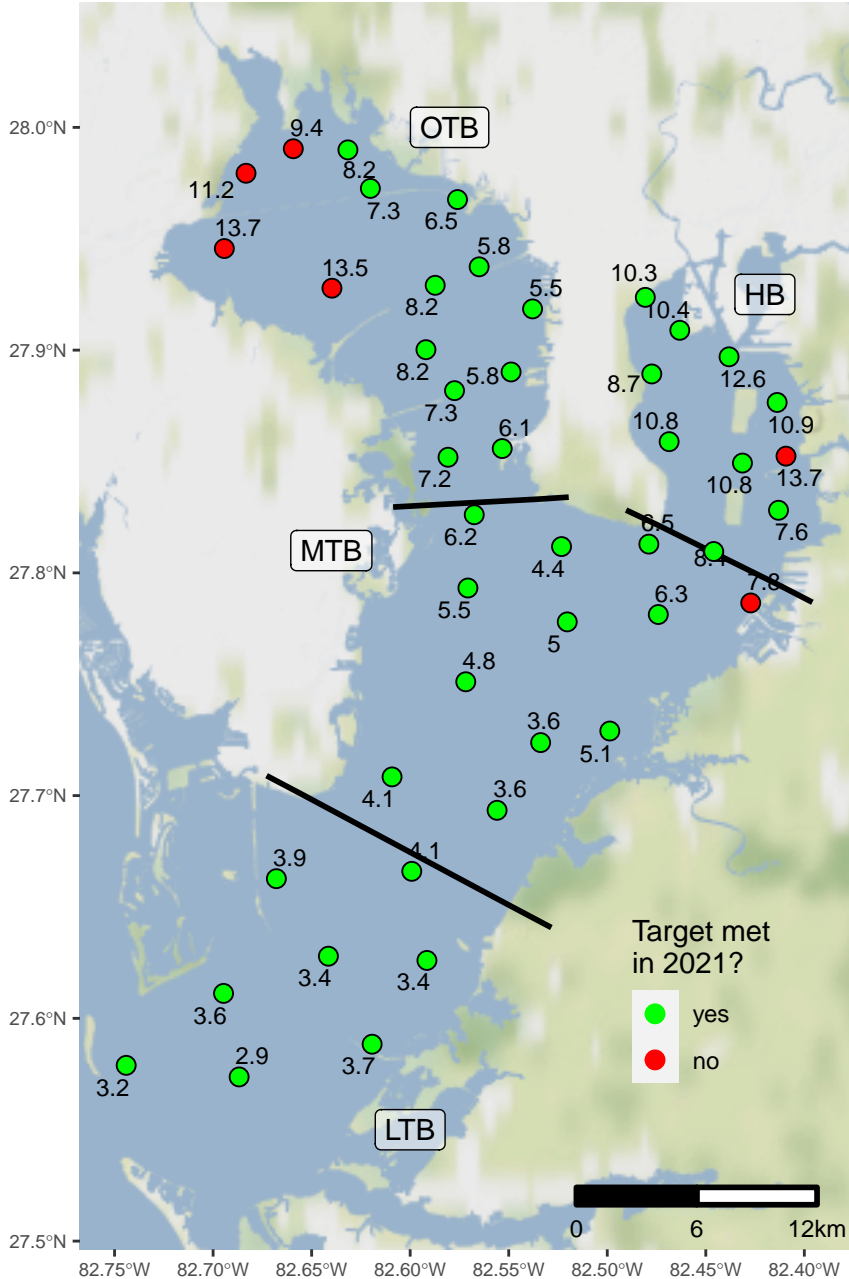 9.4
OTB
28.0°N
8.2
11.2
7.3
6.5
13.7
5.8
13.5
10.3
HB
5.5
8.2
10.4
27.9°N
8.2
5.8
8.7
12.6
7.3
10.9
6.1
10.8
7.2
10.8
13.7
6.2
6.5
7.6
MTB
4.4
8.4
27.8°N
7.8
5.5
6.3
5
4.8
3.6
5.1
4.1
3.6
27.7°N
4.1
3.9
Target met
in 2021?
3.4
3.4
3.6
yes
27.6°N
2.9
3.7
no
3.2
LTB
0
6
12km
27.5°N
82.75°W
82.70°W
82.65°W
82.60°W
82.55°W
82.50°W
82.45°W
82.40°W